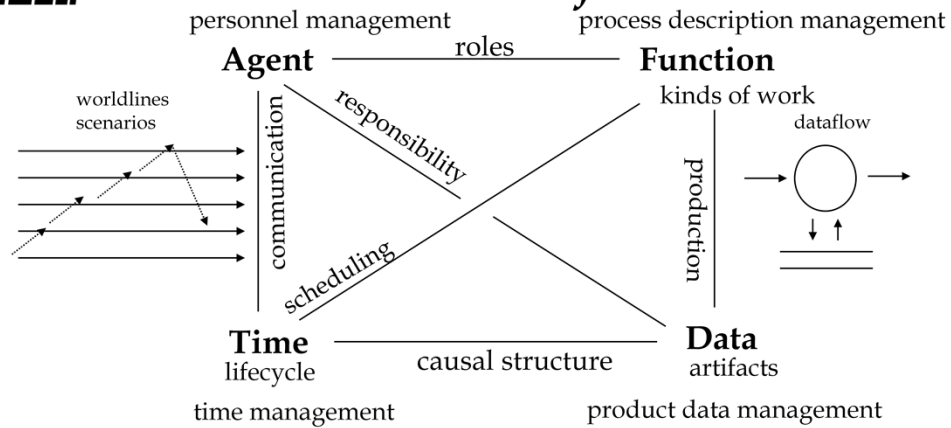 personnel management
process description management
Agent
roles
Function
kinds of work
worldlines
scenarios
communication
responsibility
production
dataflow
scheduling
Time
lifecycle
causal structure
Data
artifacts
time management
product data management